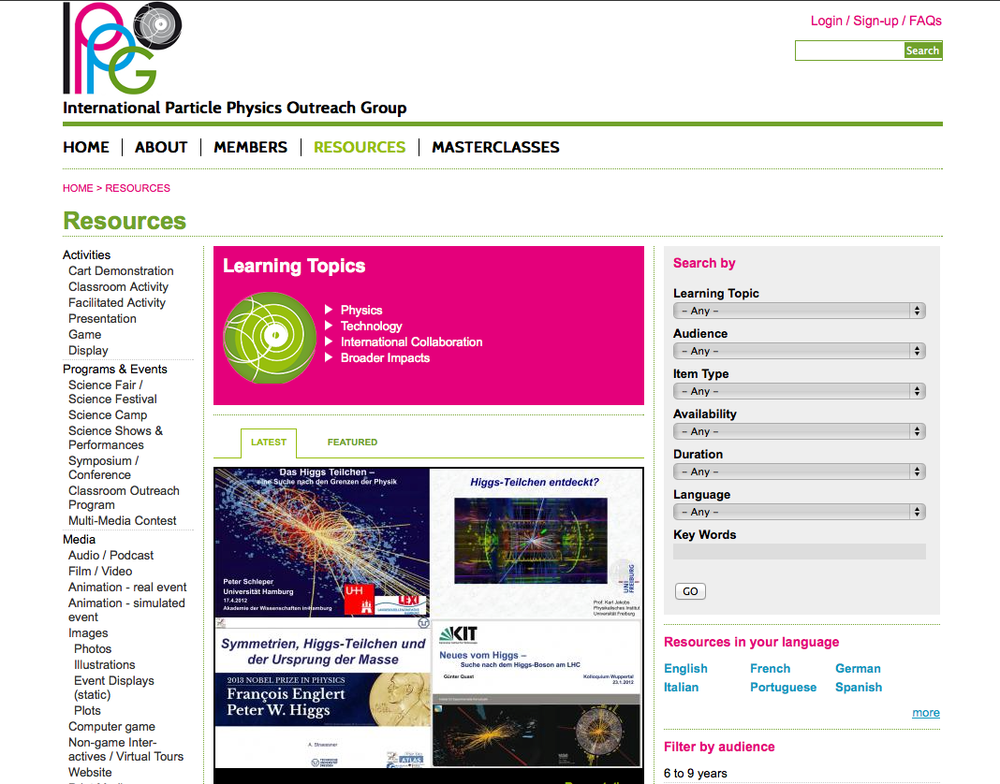 IPPOG
International Particle Physics Outreach Group
Login / Sign-up / FAQs
Search
HOME
ABOUT
MEMBERS
RESOURCES
MASTERCLASSES
HOME > RESOURCES
Resources
Activities
Cart Demonstration
Classroom Activity
Facilitated Activity
Presentation
Game
Display
Programs & Events
Science Fair /
Science Festival
Science Camp
Science Shows &
Performances
Symposium /
Conference
Classroom Outreach
Program
Multi-Media Contest
Media
Audio / Podcast
Film / Video
Animation - real event
Animation - simulated
event
Images
Photos
Illustrations
Event Displays
(static)
Plots
Computer game
Non-game Inter-
actives / Virtual Tours
Website
Learning Topics
Physics
Technology
International Collaboration
Broader Impacts
LATEST
FEATURED
Das Higgs Teilchen –
eine Suche nach den Grenzen der Physik
Peter Schleper
Universität Hamburg
17.4.2012
Akademie der Wissenschaften in Hamburg
LEXI
Higgs-Teilchen entdeckt?
UNI
FREIBURG
Prof. Karl Jakobs
Physikalisches Institut
Universität Freiburg
Symmetrien, Higgs-Teilchen und
der Ursprung der Masse
2013 NOBEL PRIZE IN PHYSICS
François Englert
Peter W. Higgs
A. Straessner
ATLAS
KIT
Neues vom Higgs –
Suche nach dem Higgs-Boson am LHC
Günter Quast
Kolloquium Wuppertal
23.1.2012
Search by
Learning Topic
– Any –
Audience
– Any –
Item Type
– Any –
Availability
– Any –
Duration
– Any –
Language
– Any –
Key Words
GO
Resources in your language
English
French
German
Italian
Portuguese
Spanish
more
Filter by audience
6 to 9 years